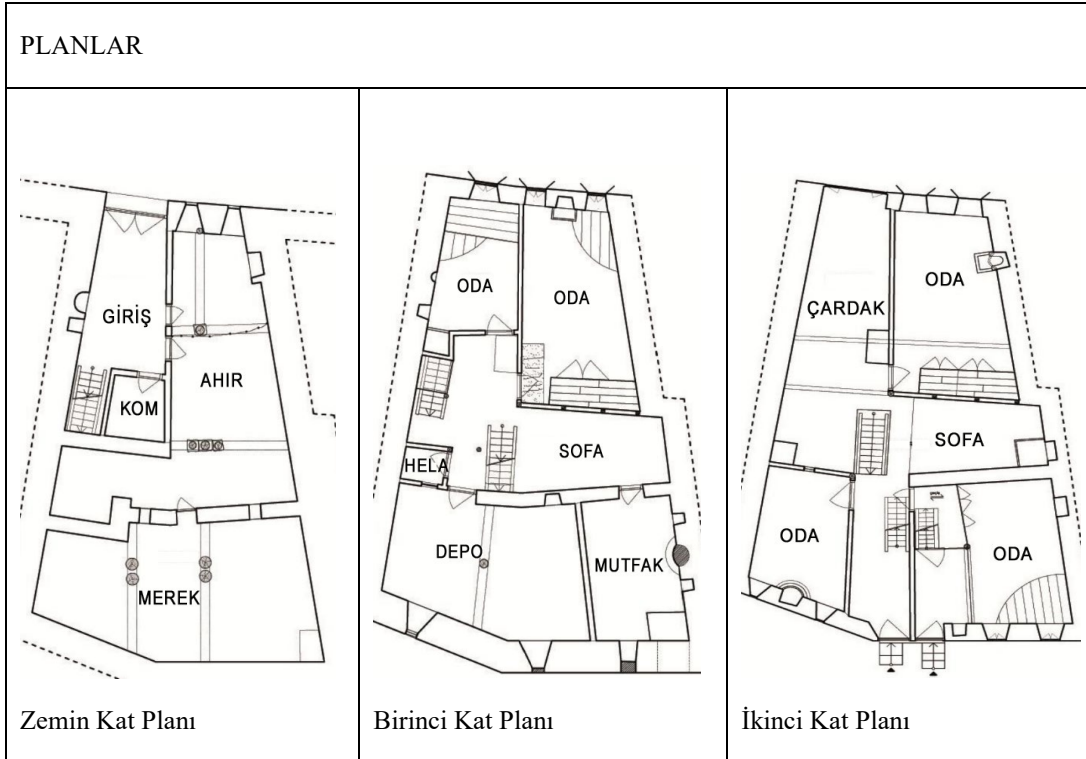 PLANLAR
GİRİŞ
KOM
AHIR
MEREK
Zemin Kat Planı
ODA
ODA
SOFA
HELA
DEPO
MUTFAK
Birinci Kat Planı
ÇARDAK
ODA
SOFA
ODA
ODA
İkinci Kat Planı